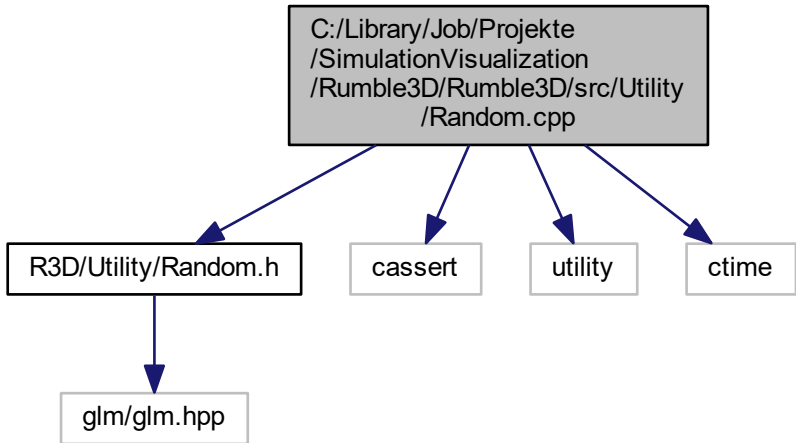 C:/Library/Job/Projekte
/SimulationVisualization
/Rumble3D/Rumble3D/src/Utility
/Random.cpp
R3D/Utility/Random.h
cassert
utility
ctime
glm/glm.hpp